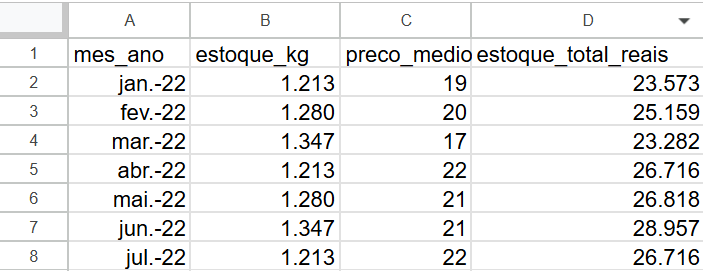 A B C D
1 mes_ano estoque_kg preco_medio estoque_total_reais
2 jan.-22 1.213 19 23.573
3 fev.-22 1.280 20 25.159
4 mar.-22 1.347 17 23.282
5 abr.-22 1.213 22 26.716
6 mai.-22 1.280 21 26.818
7 jun.-22 1.347 21 28.957
8 jul.-22 1.213 22 26.716